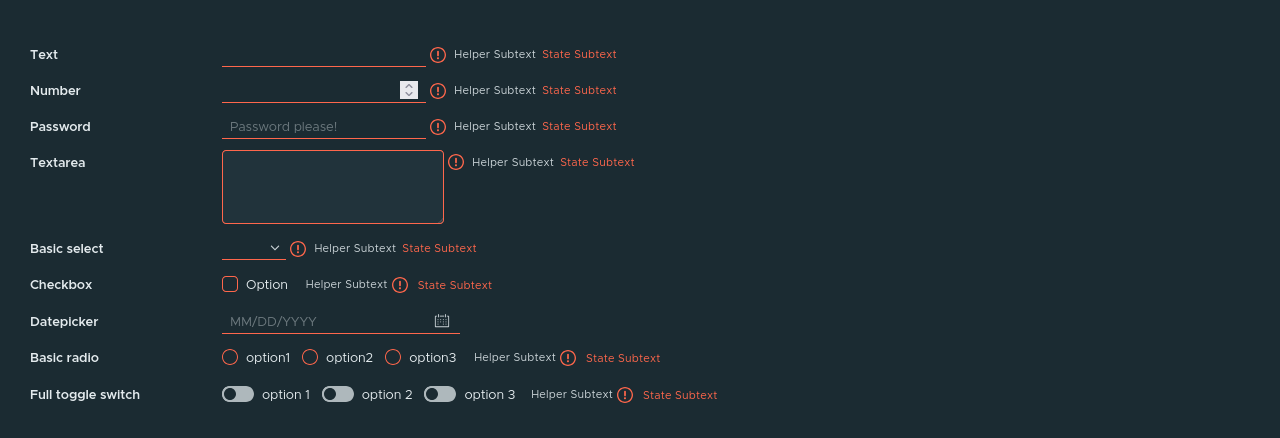 Text Helper Subtext State Subtext
Number Helper Subtext State Subtext
Password Password please! Helper Subtext State Subtext
Textarea Helper Subtext State Subtext
Basic select Helper Subtext State Subtext
Checkbox Option Helper Subtext State Subtext
Datepicker MM/DD/YYYY
Basic radio option1 option2 option3 Helper Subtext State Subtext
Full toggle switch option 1 option 2 option 3 Helper Subtext State Subtext